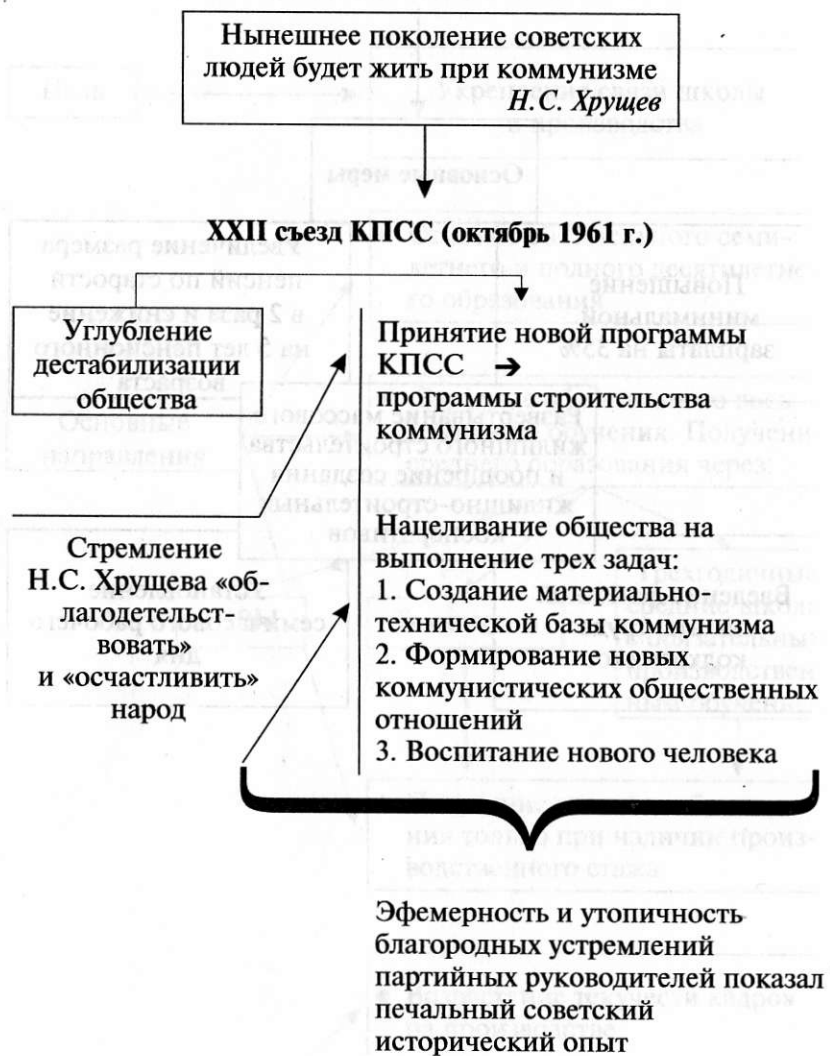 Нынешнее поколение советских
людей будет жить при коммунизме
Н.С. Хрущев
XXII съезд КПСС (октябрь 1961 г.)
Углубление
дестабилизации
общества
Принятие новой программы
КПСС →
программы строительства
коммунизма
Стремление
Н.С. Хрущева «об-
лагодетельст-
вовать»
и «осчастливить»
народ
Нацеливание общества на
выполнение трех задач:
1. Создание материально-
технической базы коммунизма
2. Формирование новых
коммунистических общественных
отношений
3. Воспитание нового человека
Эфемерность и утопичность
благородных устремлений
партийных руководителей показал
печальный советский
исторический опыт